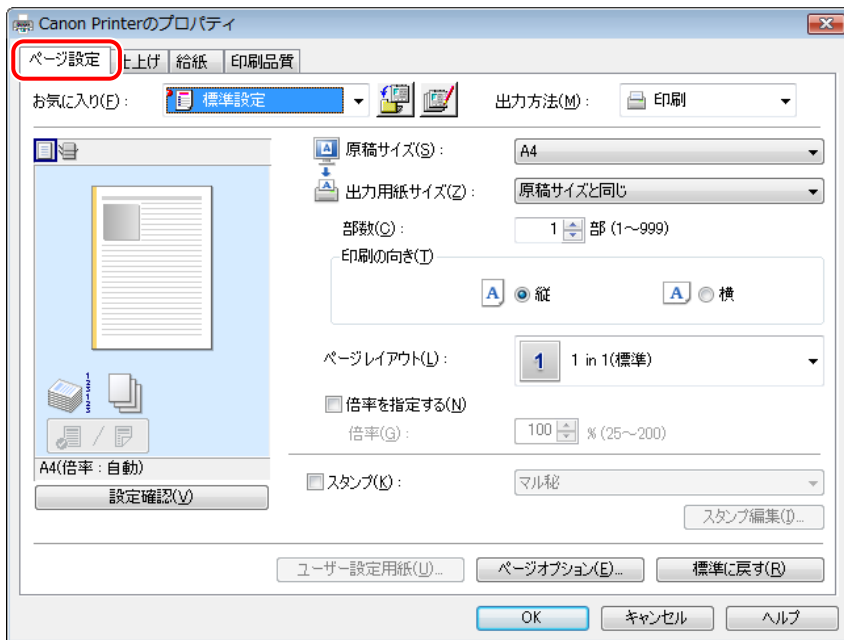 Canon Printerのプロパティ
ページ設定 仕上げ 給紙 印刷品質
お気に入り(F): 標準設定 出力方法(M): 印刷
原稿サイズ(S): A4
出力用紙サイズ(Z): 原稿サイズと同じ
部数(C): 1 部 (1～999)
印刷の向き(T)
A 縦 A 横
ページレイアウト(L): 1 1 in 1(標準)
倍率を指定する(N)
倍率(G): 100 % (25～200)
A4(倍率:自動)
設定確認(V)
スタンプ(K): マル秘
スタンプ編集(I)...
ユーザー設定用紙(U)... ページオプション(E)... 標準に戻す(R)
OK キャンセル ヘルプ